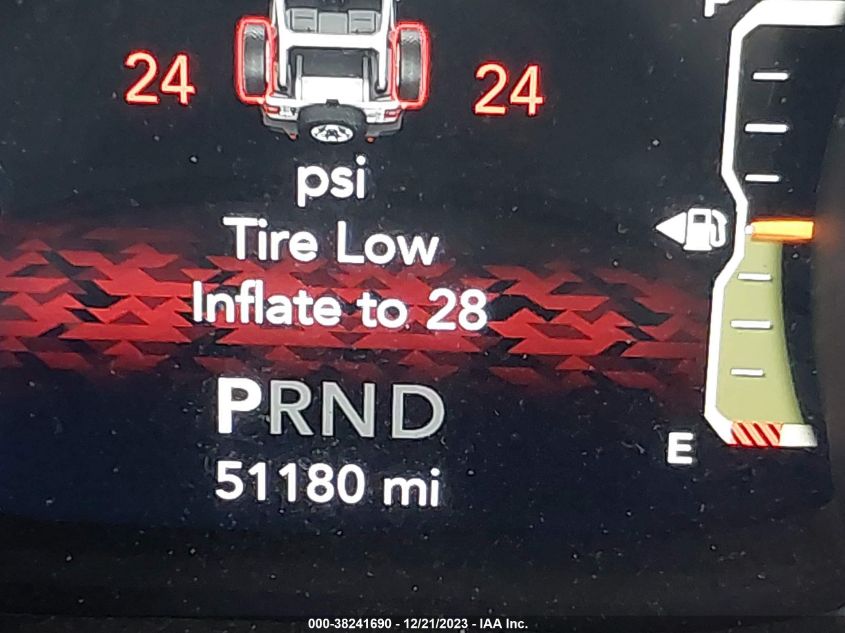 24 24
psi
Tire Low
Inflate to 28
PRND
E
51180 mi
000-38241690 - 12/21/2023 - IAA Inc.